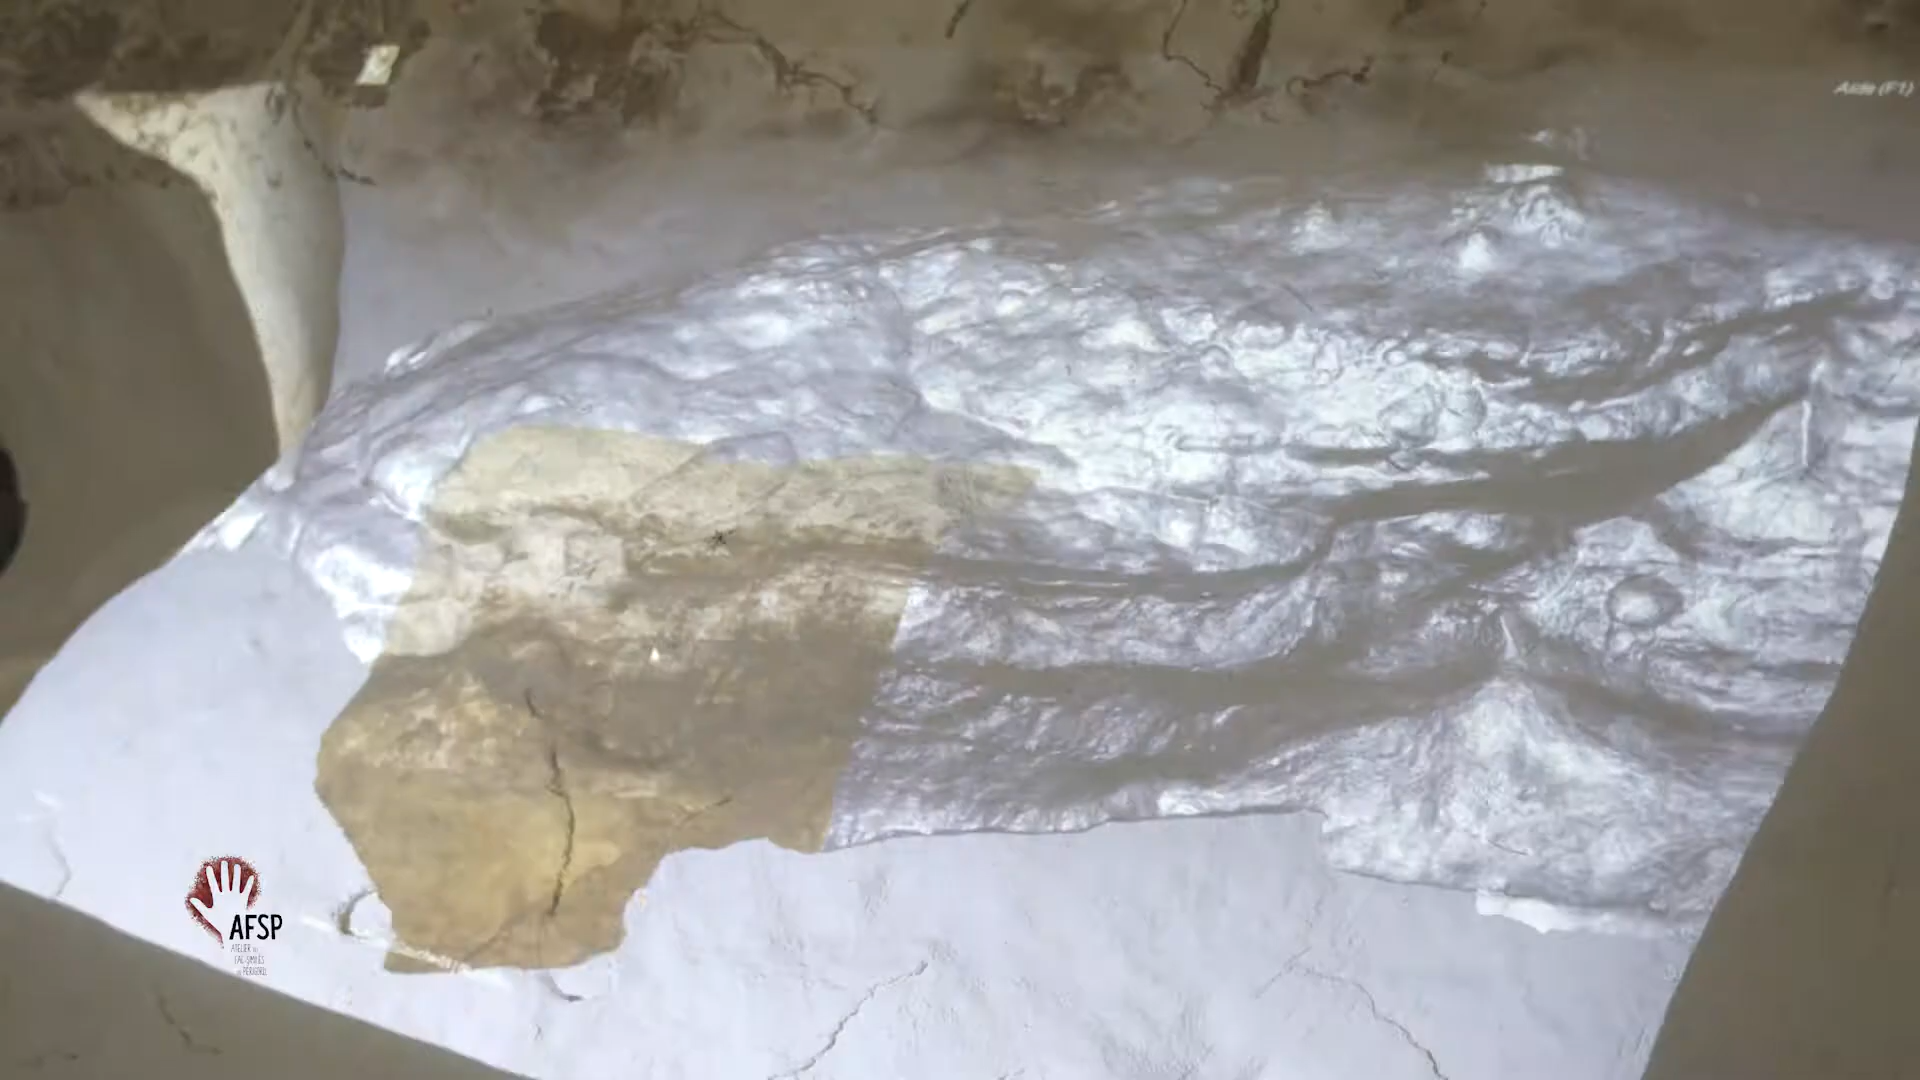 Aide (F1)
AFSP
ATELIER DES
FAC-SIMILÉS
DU PÉRIGORD